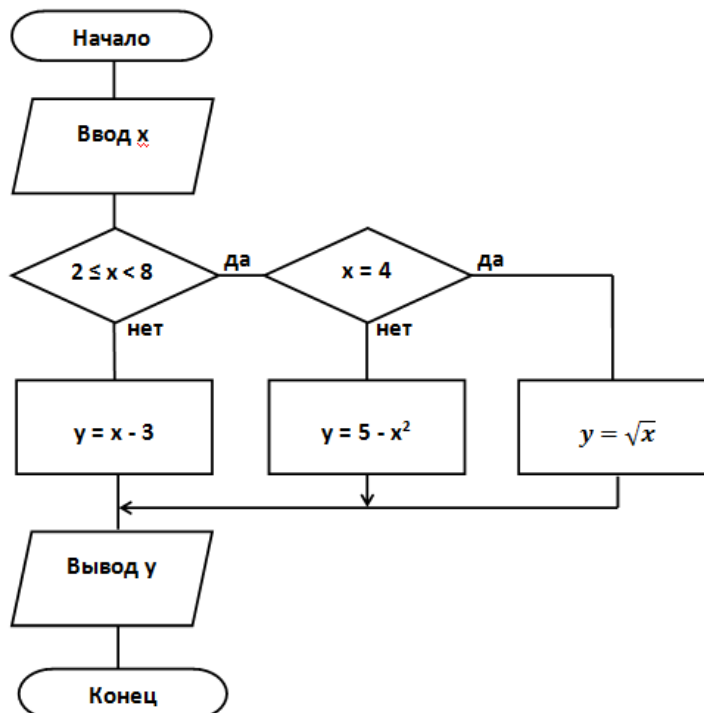 Начало
Ввод x
2 ≤ x < 8
да
x = 4
да
нет
нет
y = x - 3
y = 5 - x²
y = √x
Вывод y
Конец